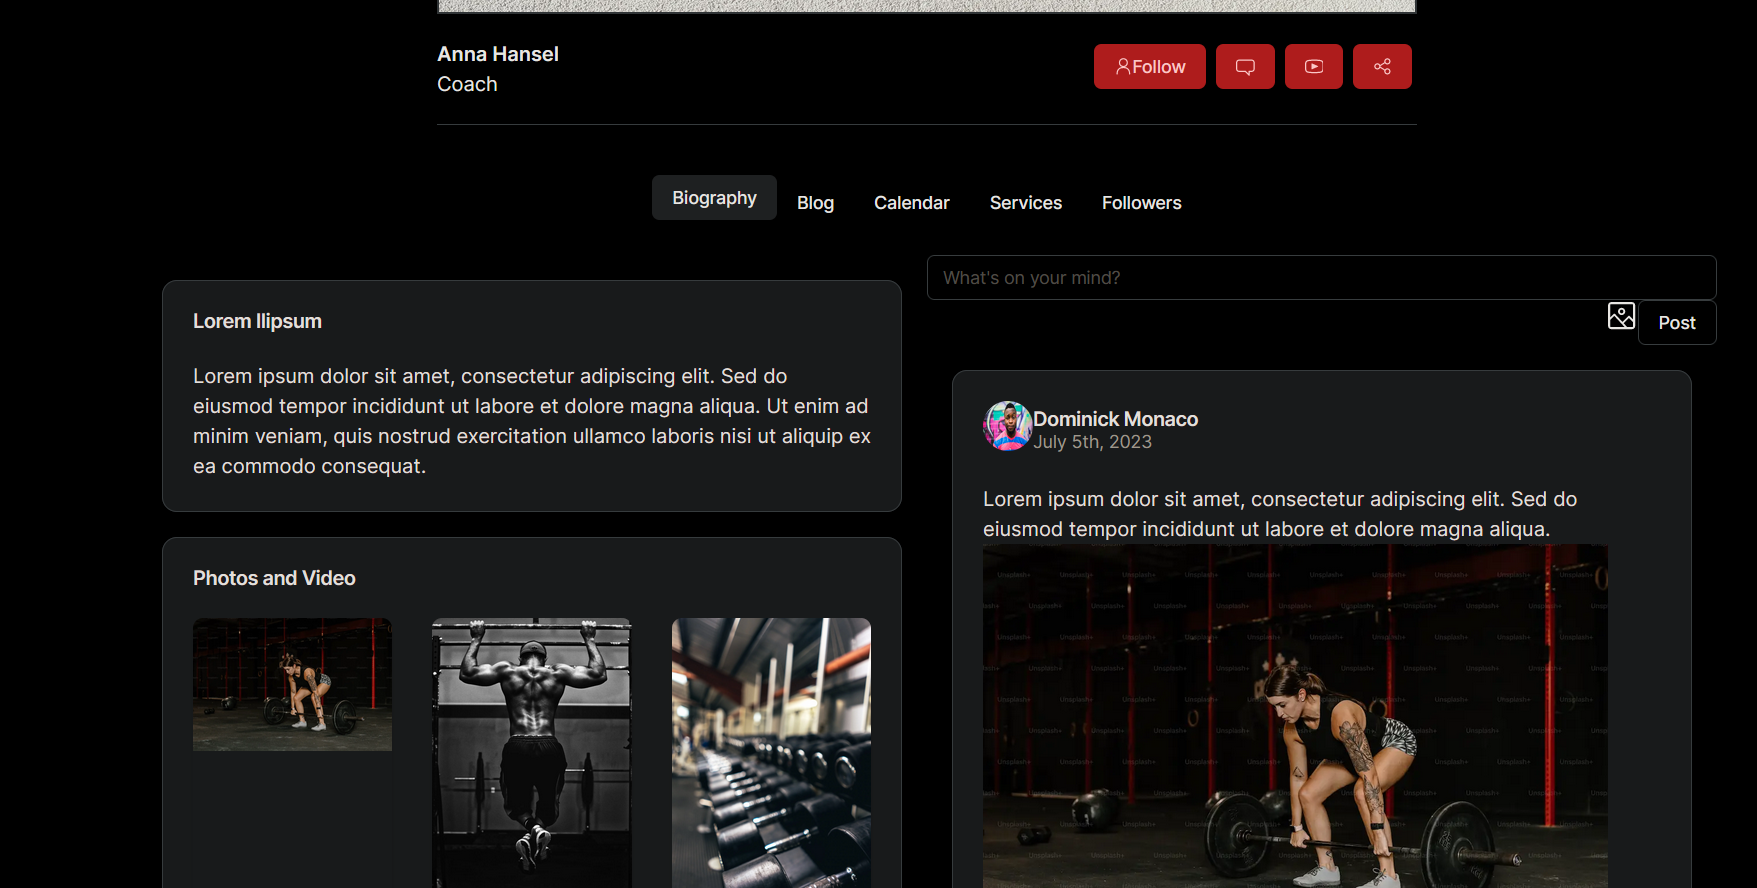 Anna Hansel
Coach
Follow
Biography
Blog
Calendar
Services
Followers
What's on your mind?
Post
Lorem Ilipsum
Lorem ipsum dolor sit amet, consectetur adipiscing elit. Sed do
eiusmod tempor incididunt ut labore et dolore magna aliqua. Ut enim ad
minim veniam, quis nostrud exercitation ullamco laboris nisi ut aliquip ex
ea commodo consequat.
Photos and Video
Dominick Monaco
July 5th, 2023
Lorem ipsum dolor sit amet, consectetur adipiscing elit. Sed do
eiusmod tempor incididunt ut labore et dolore magna aliqua.
Unsplash+